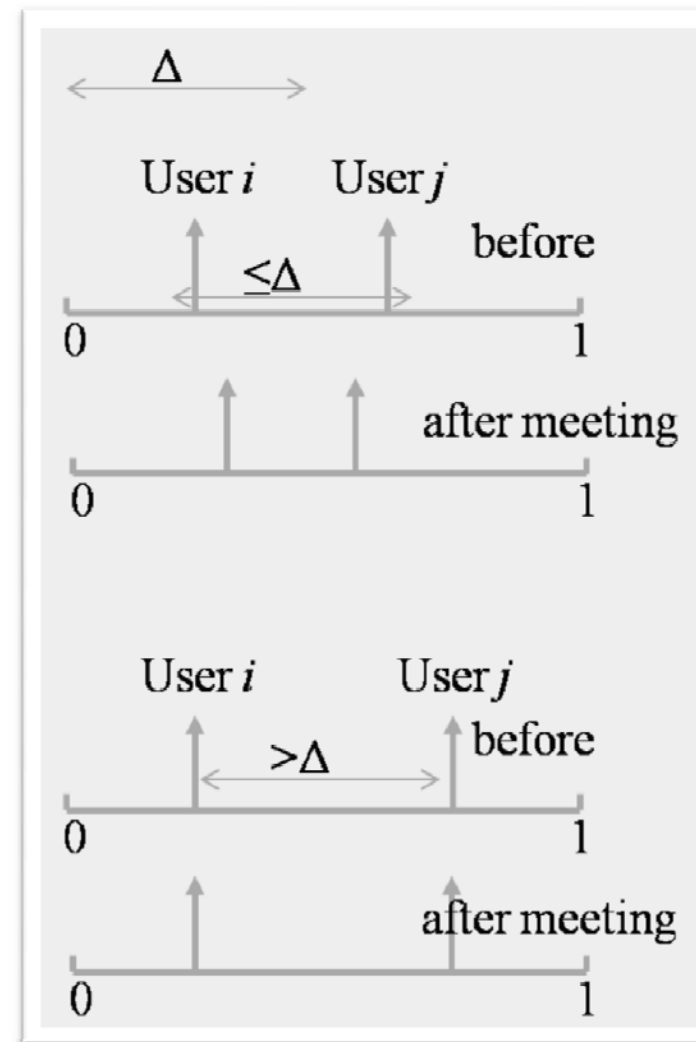 Δ
User i User j
before
≤Δ
0 1
after meeting
0 1
User i User j
before
>Δ
0 1
after meeting
0 1